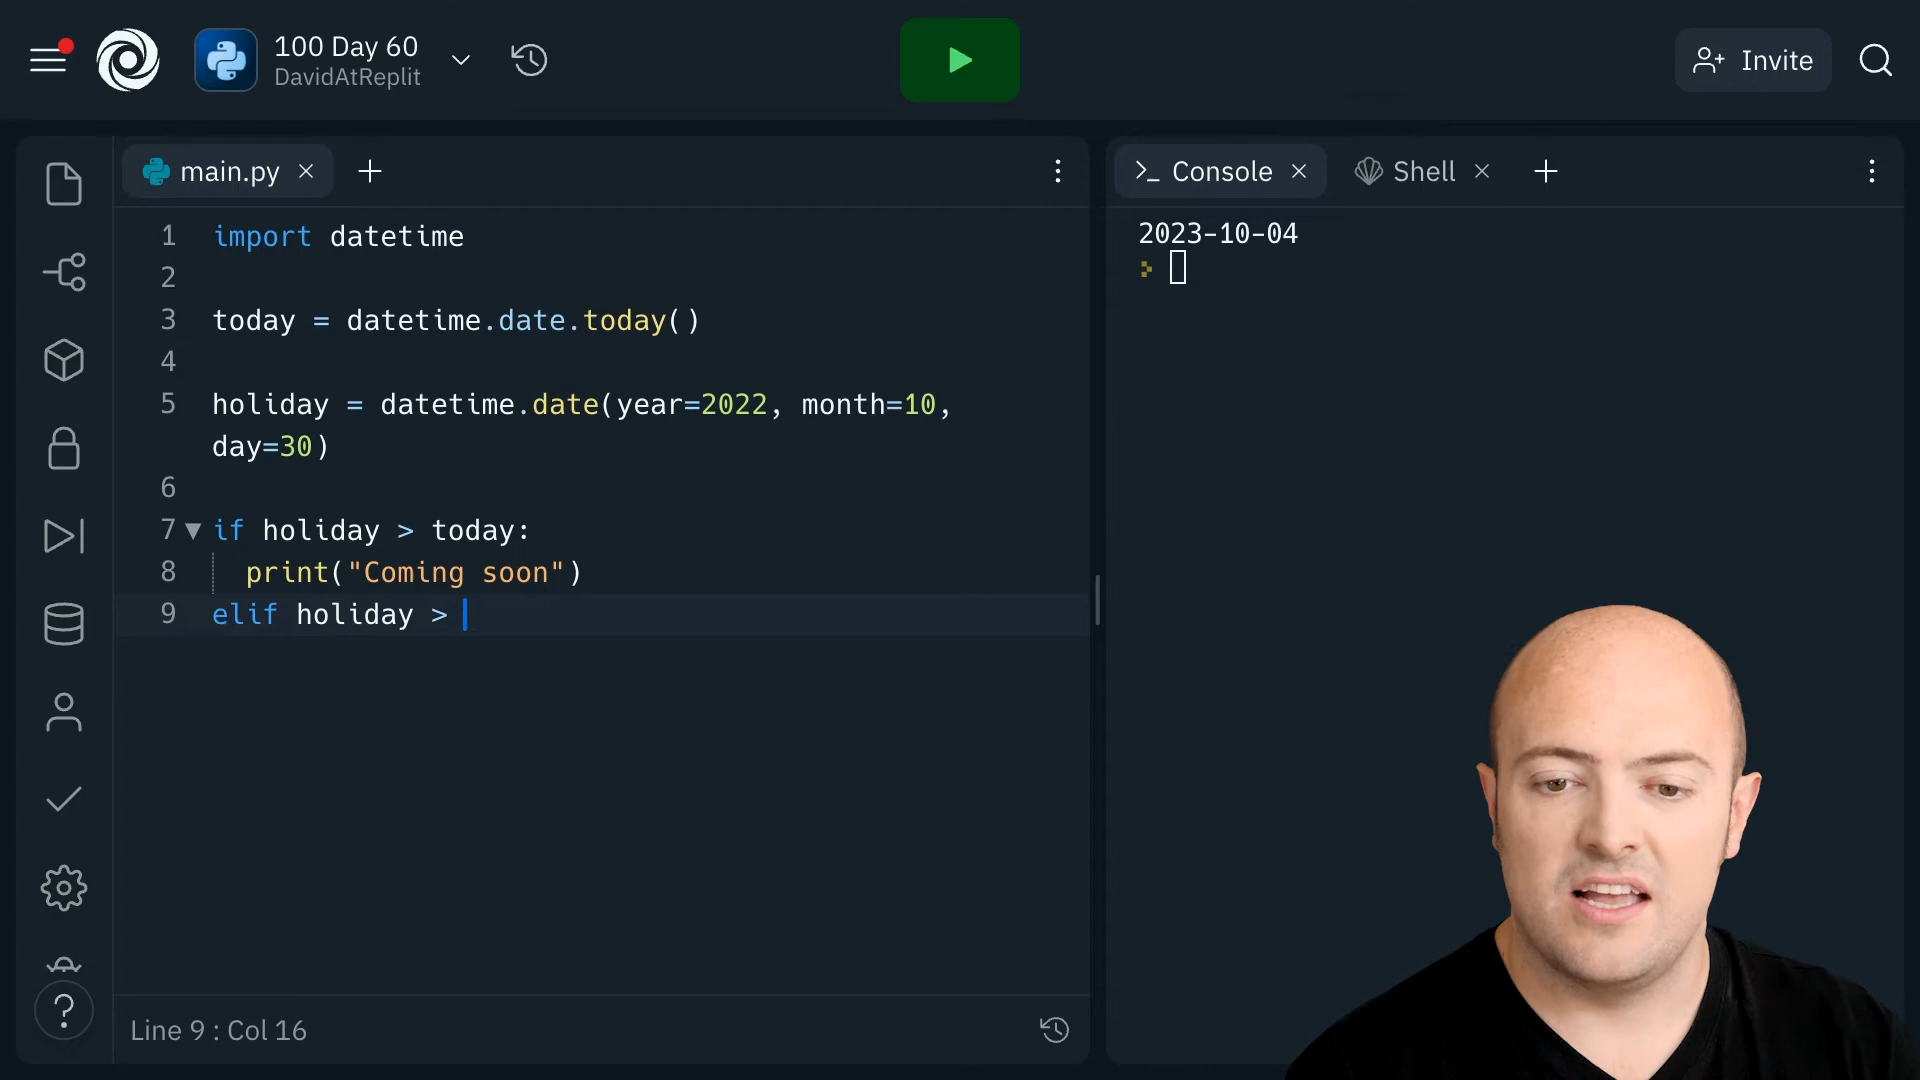 100 Day 60
DavidAtReplit
Invite
main.py
Console
Shell
1 import datetime
2
3 today = datetime.date.today()
4
5 holiday = datetime.date(year=2022, month=10,
day=30)
6
7 if holiday > today:
8 print("Coming soon")
9 elif holiday >
Line 9 : Col 16
2023-10-04